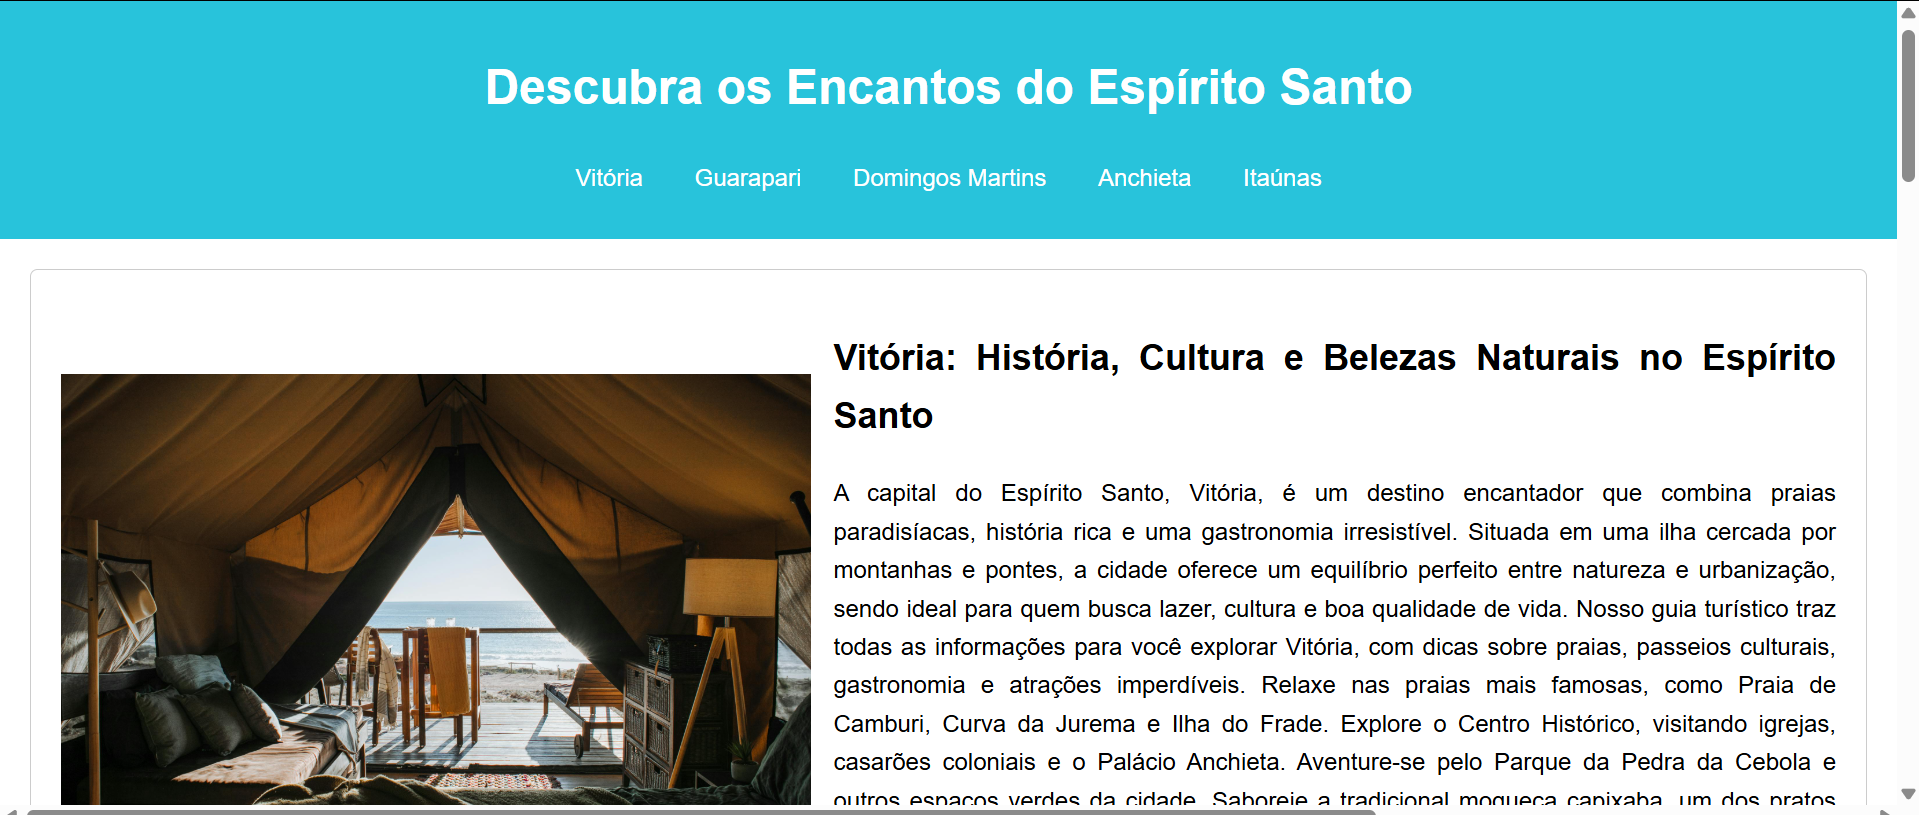 Descubra os Encantos do Espírito Santo
Vitória Guarapari Domingos Martins Anchieta Itaúnas
Vitória: História, Cultura e Belezas Naturais no Espírito
Santo
A capital do Espírito Santo, Vitória, é um destino encantador que combina praias
paradisíacas, história rica e uma gastronomia irresistível. Situada em uma ilha cercada por
montanhas e pontes, a cidade oferece um equilíbrio perfeito entre natureza e urbanização,
sendo ideal para quem busca lazer, cultura e boa qualidade de vida. Nosso guia turístico traz
todas as informações para você explorar Vitória, com dicas sobre praias, passeios culturais,
gastronomia e atrações imperdíveis. Relaxe nas praias mais famosas, como Praia de
Camburi, Curva da Jurema e Ilha do Frade. Explore o Centro Histórico, visitando igrejas,
casarões coloniais e o Palácio Anchieta. Aventure-se pelo Parque da Pedra da Cebola e
outros espaços verdes da cidade. Saboreie a tradicional moqueca capixaba, um dos pratos